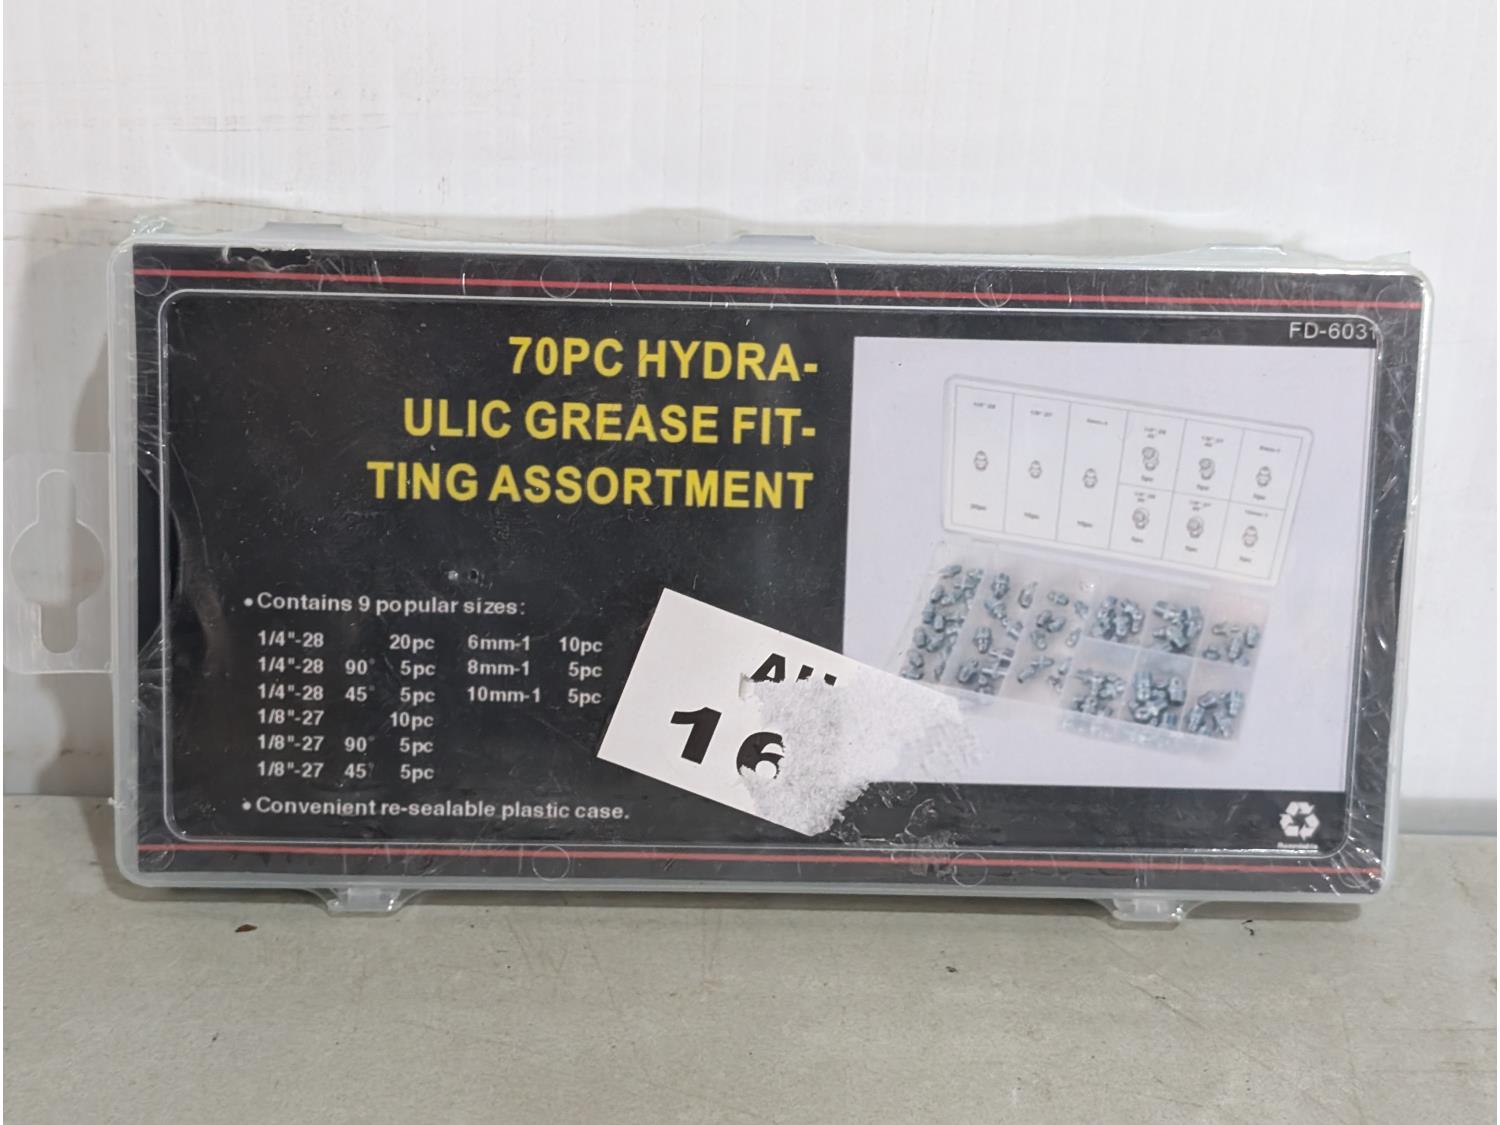 FD-6031
70PC HYDRA-
ULIC GREASE FIT-
TING ASSORTMENT
•Contains 9 popular sizes:
1/4"-28 20pc 6mm-1 10pc
1/4"-28 90° 5pc 8mm-1 5pc
1/4"-28 45° 5pc 10mm-1 5pc
1/8"-27 10pc
1/8"-27 90° 5pc
1/8"-27 45° 5pc
•Convenient re-sealable plastic case.
16